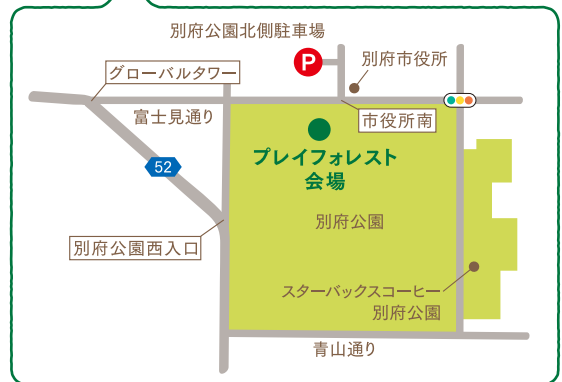 別府公園北側駐車場
P
別府市役所
グローバルタワー
富士見通り
市役所南
プレイフォレスト
会場
52
別府公園
別府公園西入口
スターバックスコーヒー
別府公園
青山通り